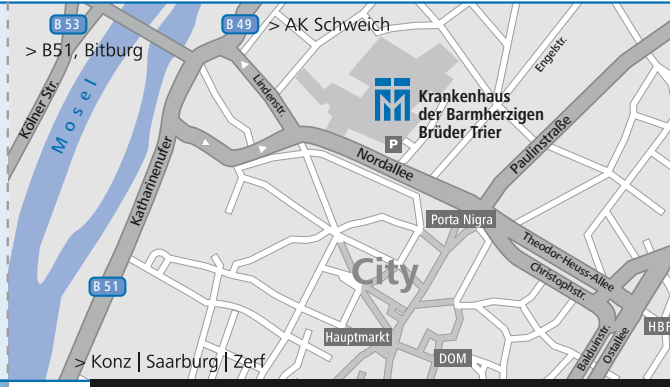 B 53
B 49
> AK Schweich
> B51, Bitburg
Engelstr.
Kölner Str.
Mosel
Lindenstr.
Krankenhaus
der Barmherzigen
Brüder Trier
P
Paulinstraße
Nordallee
Katharinenufer
Porta Nigra
Theodor-Heuss-Allee
Christophstr.
City
B 51
Hauptmarkt
HBF
DOM
Balduinstr.
Ostallee
> Konz | Saarburg | Zerf